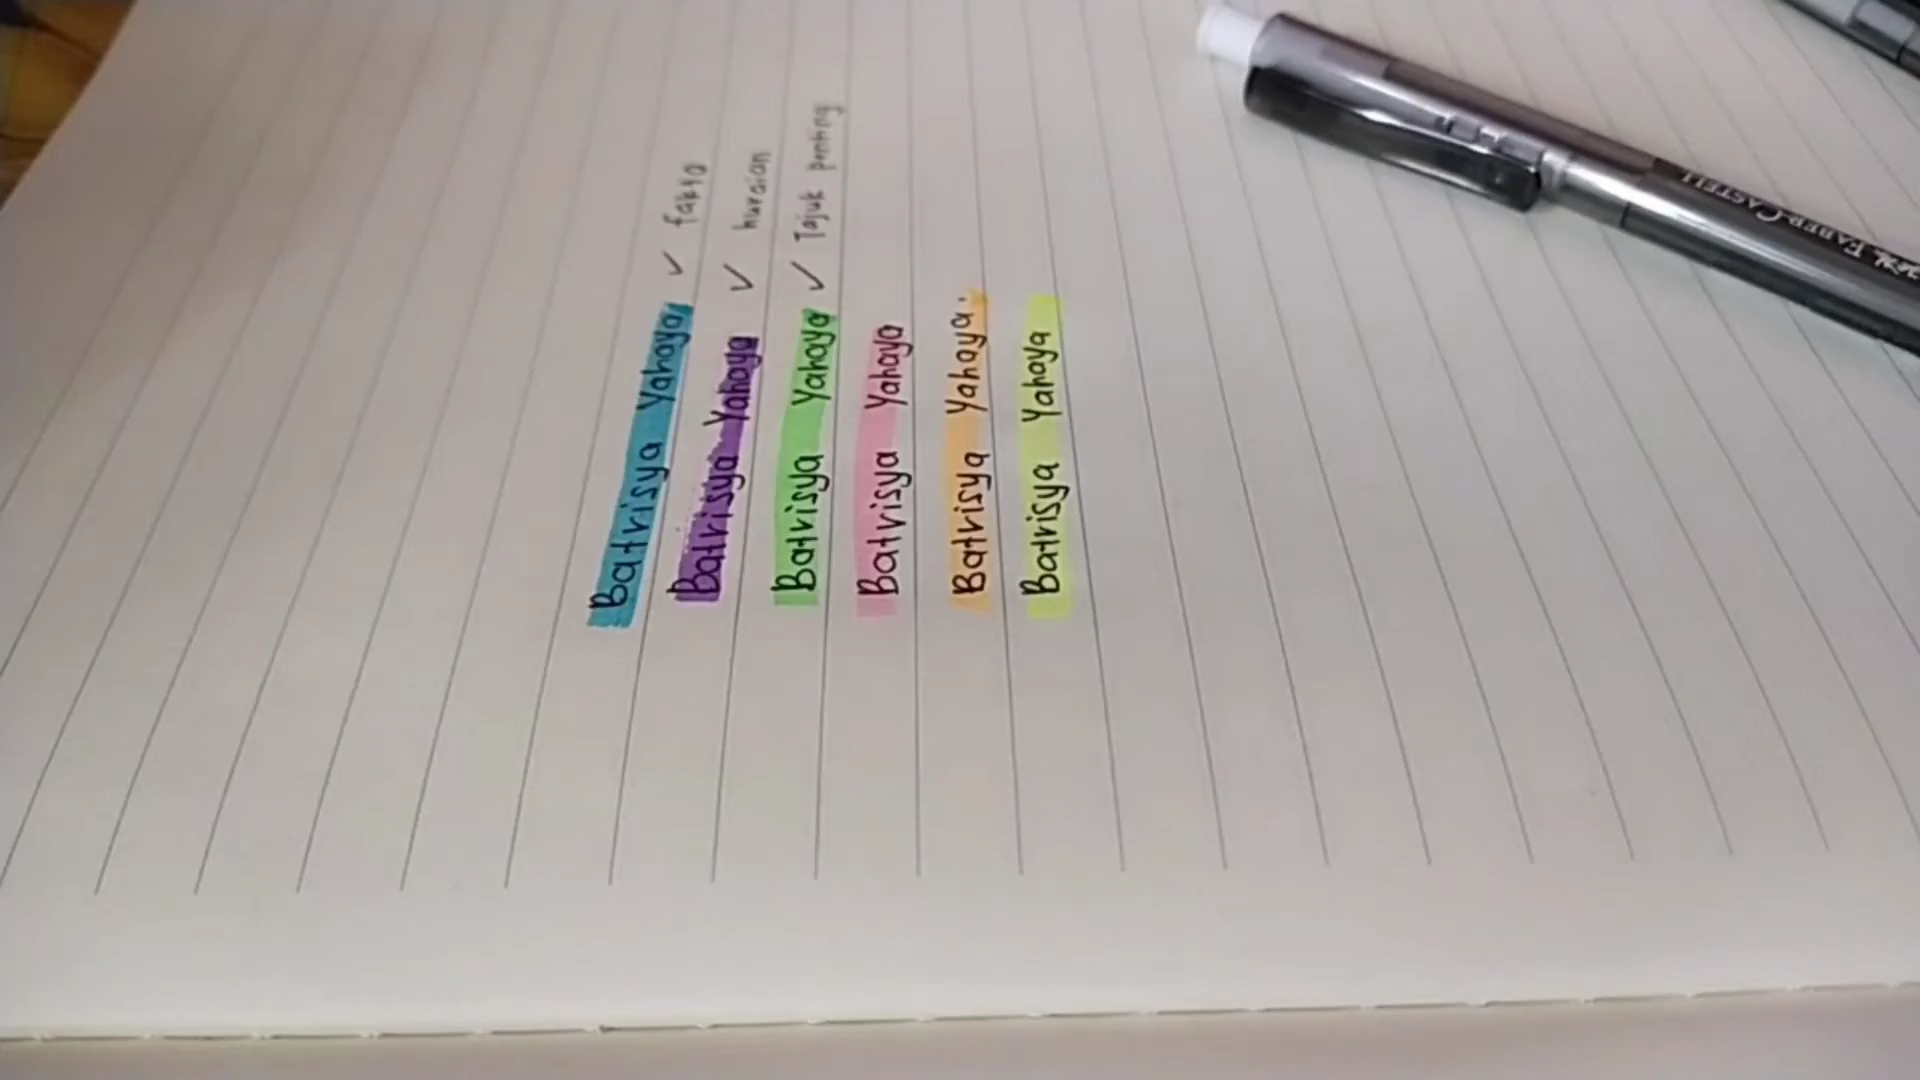 Batrisya Yahaya ✓ fakta
Batrisya Yahaya ✓ huraian
Batrisya Yahaya ✓ Tajuk penting
Batrisya Yahaya
Batrisya Yahaya.
Batrisya Yahaya
FABER-CASTELL